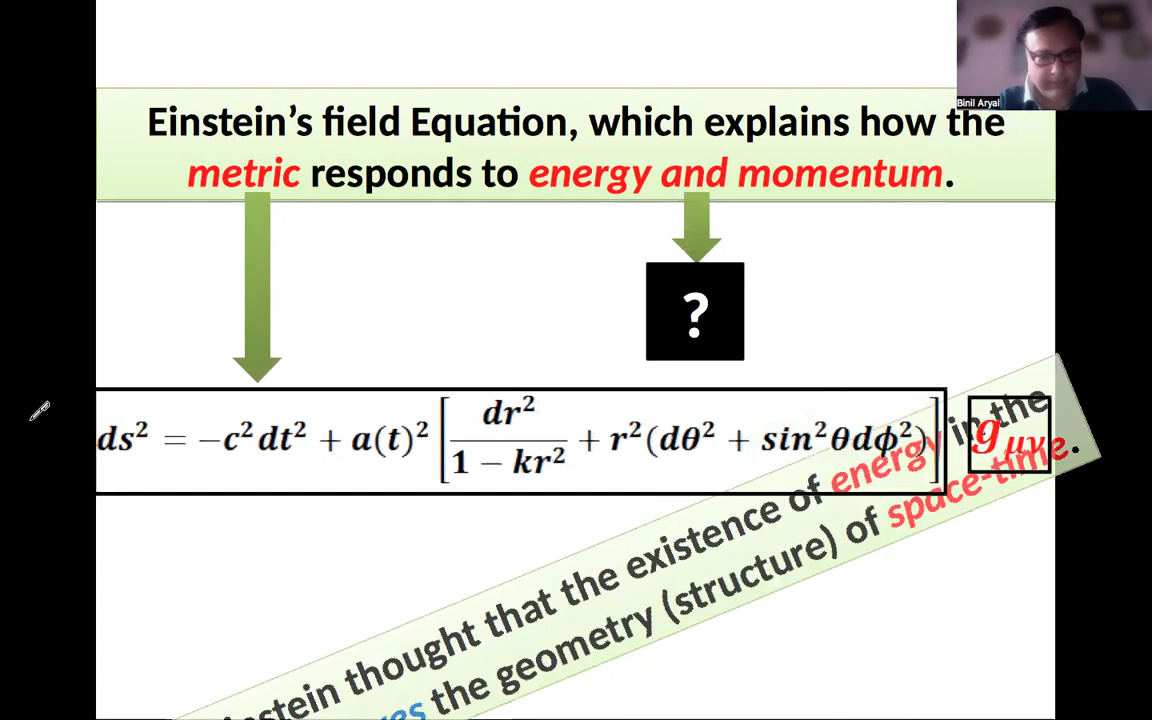 Binil Aryal
Einstein's field Equation, which explains how the
metric responds to energy and momentum.
?
ds² = −c²dt² + a(t)² [dr² / 1 − kr² + r²(dθ² + sin²θdϕ²)]
gμν
thought that the existence of energy in the
the geometry (structure) of space-time.